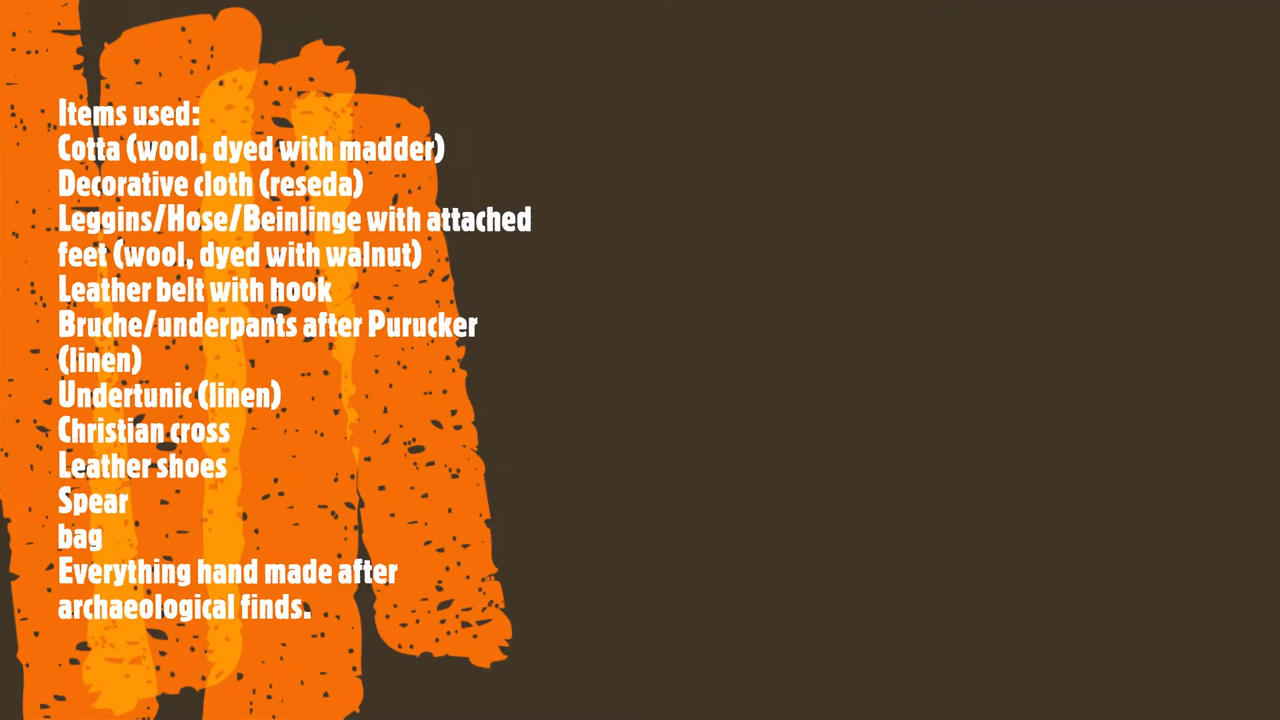 Items used:
Cotta (wool, dyed with madder)
Decorative cloth (reseda)
Leggins/Hose/Beinlinge with attached
feet (wool, dyed with walnut)
Leather belt with hook
Bruche/underpants after Purucker
(linen)
Undertunic (linen)
Christian cross
Leather shoes
Spear
bag
Everything hand made after
archaeological finds.